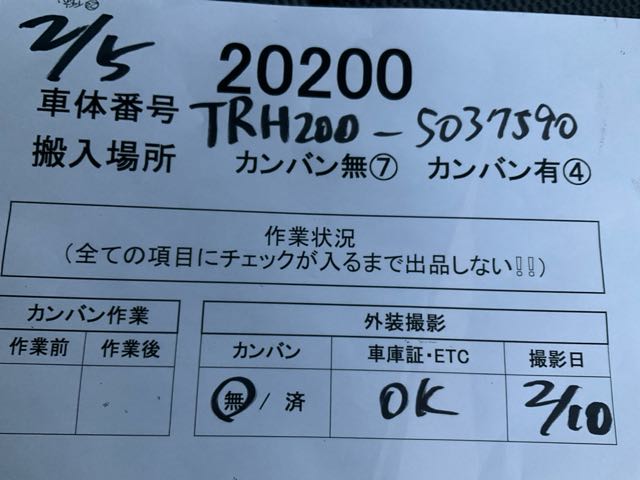 2/5
20200
車体番号 TRH200-5037590
搬入場所 カンバン無⑦ カンバン有④
作業状況
(全ての項目にチェックが入るまで出品しない!!)
カンバン作業 外装撮影
作業前 作業後 カンバン 車庫証・ETC 撮影日
無/済 OK 2/10